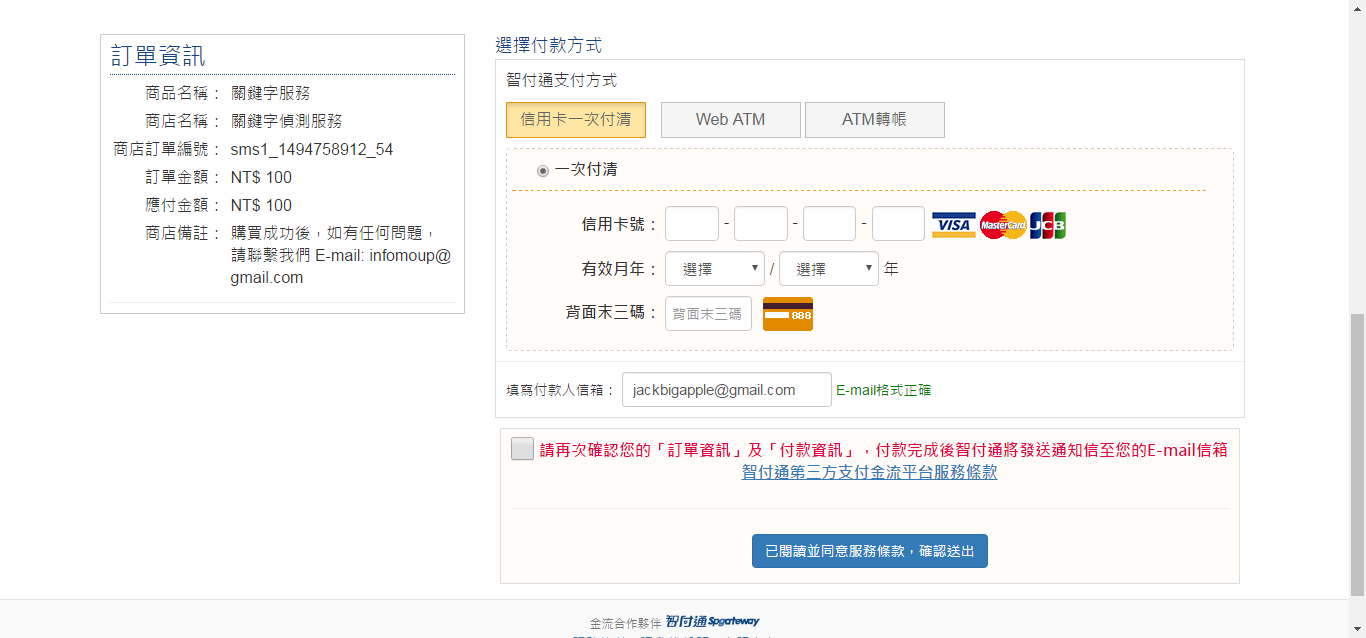 訂單資訊
商品名稱： 關鍵字服務
商店名稱： 關鍵字偵測服務
商店訂單編號： sms1_1494758912_54
訂單金額： NT$ 100
應付金額： NT$ 100
商店備註： 購買成功後，如有任何問題，
請聯繫我們 E-mail: infomoup@
gmail.com
選擇付款方式
智付通支付方式
信用卡一次付清 Web ATM ATM轉帳
一次付清
信用卡號： - - - VISA MasterCard JCB
有效月年： 選擇 / 選擇 年
背面末三碼： 背面末三碼 888
填寫付款人信箱： jackbigapple@gmail.com E-mail格式正確
請再次確認您的「訂單資訊」及「付款資訊」，付款完成後智付通將發送通知信至您的E-mail信箱
智付通第三方支付金流平台服務條款
已閱讀並同意服務條款，確認送出
金流合作夥伴 智付通Spgateway